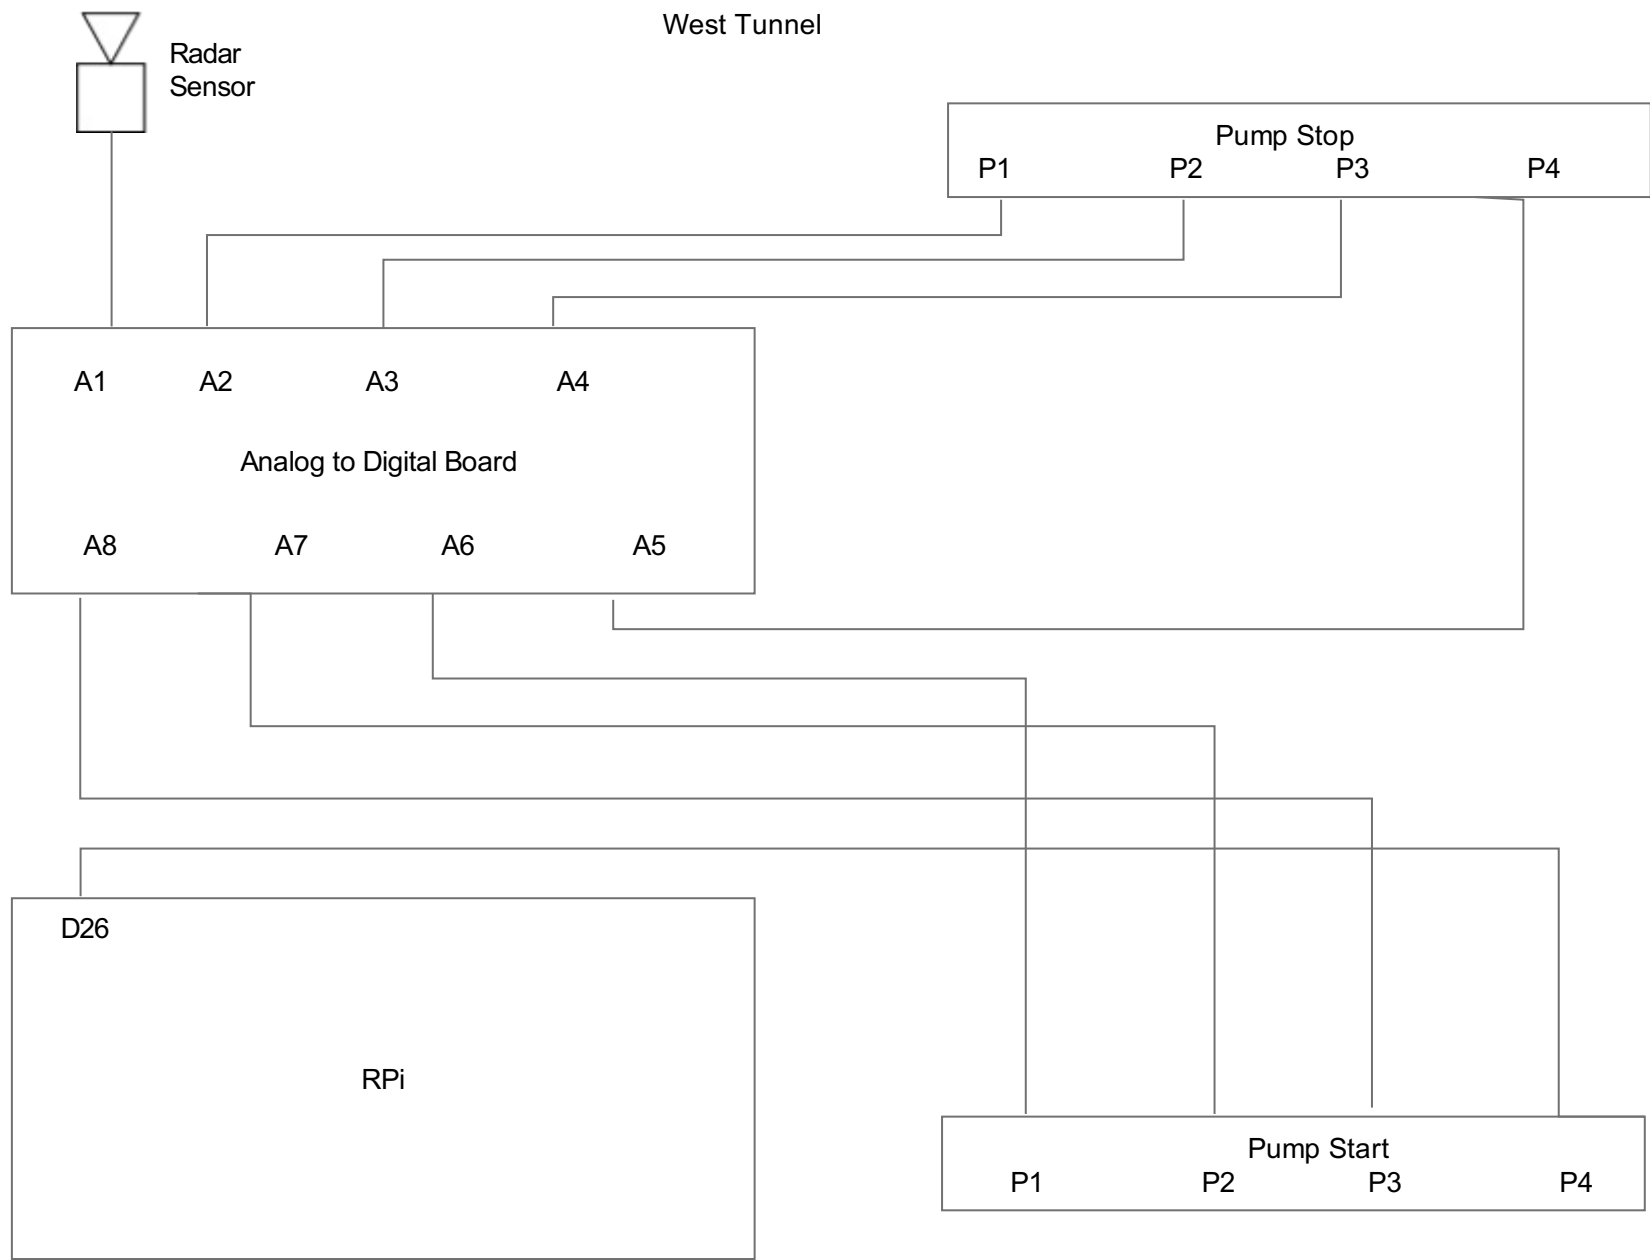 West Tunnel
Radar
Sensor
Pump Stop
P1 P2 P3 P4
A1 A2 A3 A4
Analog to Digital Board
A8 A7 A6 A5
D26
RPi
Pump Start
P1 P2 P3 P4